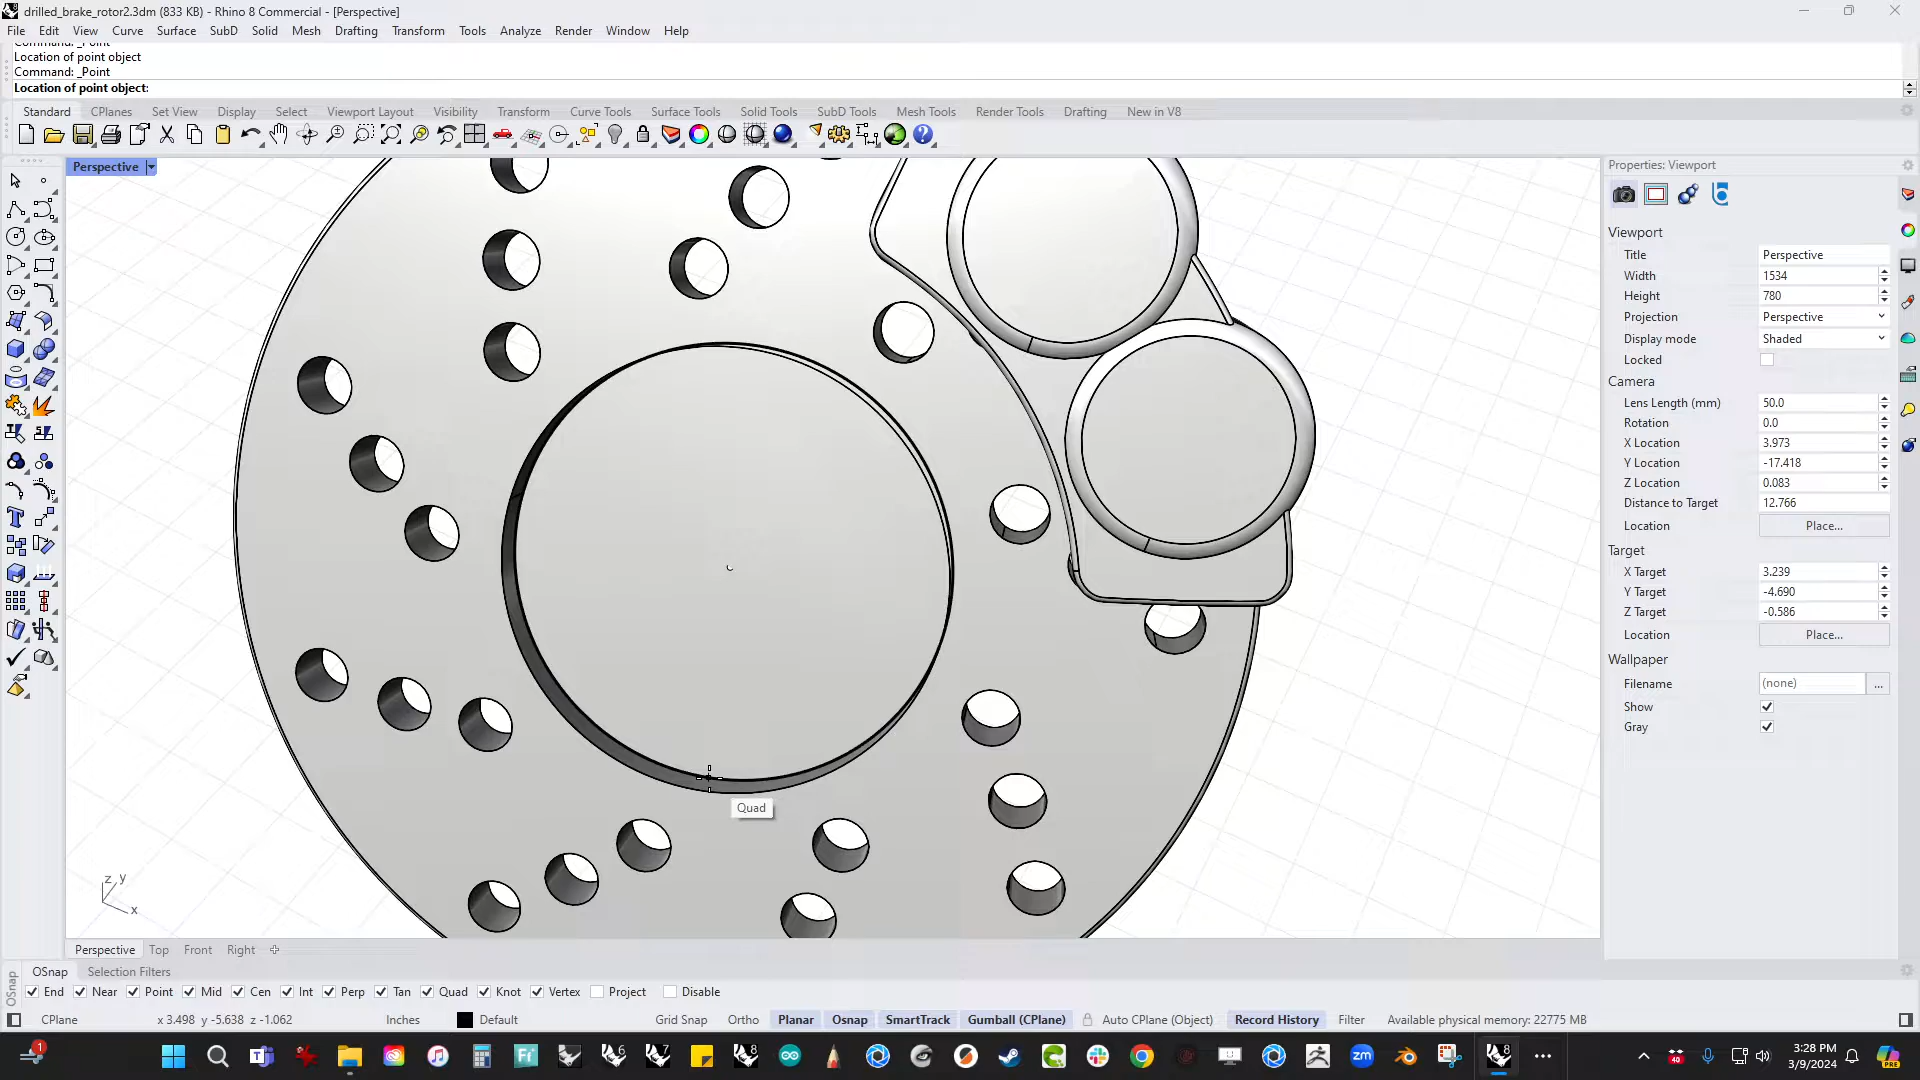 drilled_brake_rotor2.3dm (833 KB) - Rhino 8 Commercial - [Perspective]
File Edit View Curve Surface SubD Solid Mesh Drafting Transform Tools Analyze Render Window Help
Command: _Point
Location of point object
Command: _Point
Location of point object:
Standard CPlanes Set View Display Select Viewport Layout Visibility Transform Curve Tools Surface Tools Solid Tools SubD Tools Mesh Tools Render Tools Drafting New in V8
Perspective
Properties: Viewport
Viewport
Title Perspective
Width 1534
Height 780
Projection Perspective
Display mode Shaded
Locked
Camera
Lens Length (mm) 50.0
Rotation 0.0
X Location 3.973
Y Location -17.418
Z Location 0.083
Distance to Target 12.766
Location Place...
Target
X Target 3.239
Y Target -4.690
Z Target -0.586
Location Place...
Wallpaper
Filename (none) ...
Show
Gray
Quad
z y
x
Perspective Top Front Right
OSnap Selection Filters
OSnap
End Near Point Mid Cen Int Perp Tan Quad Knot Vertex Project Disable
CPlane x 3.498 y -5.638 z -1.062 Inches Default Grid Snap Ortho Planar Osnap SmartTrack Gumball (CPlane) Auto CPlane (Object) Record History Filter Available physical memory: 22775 MB
3:28 PM
3/9/2024